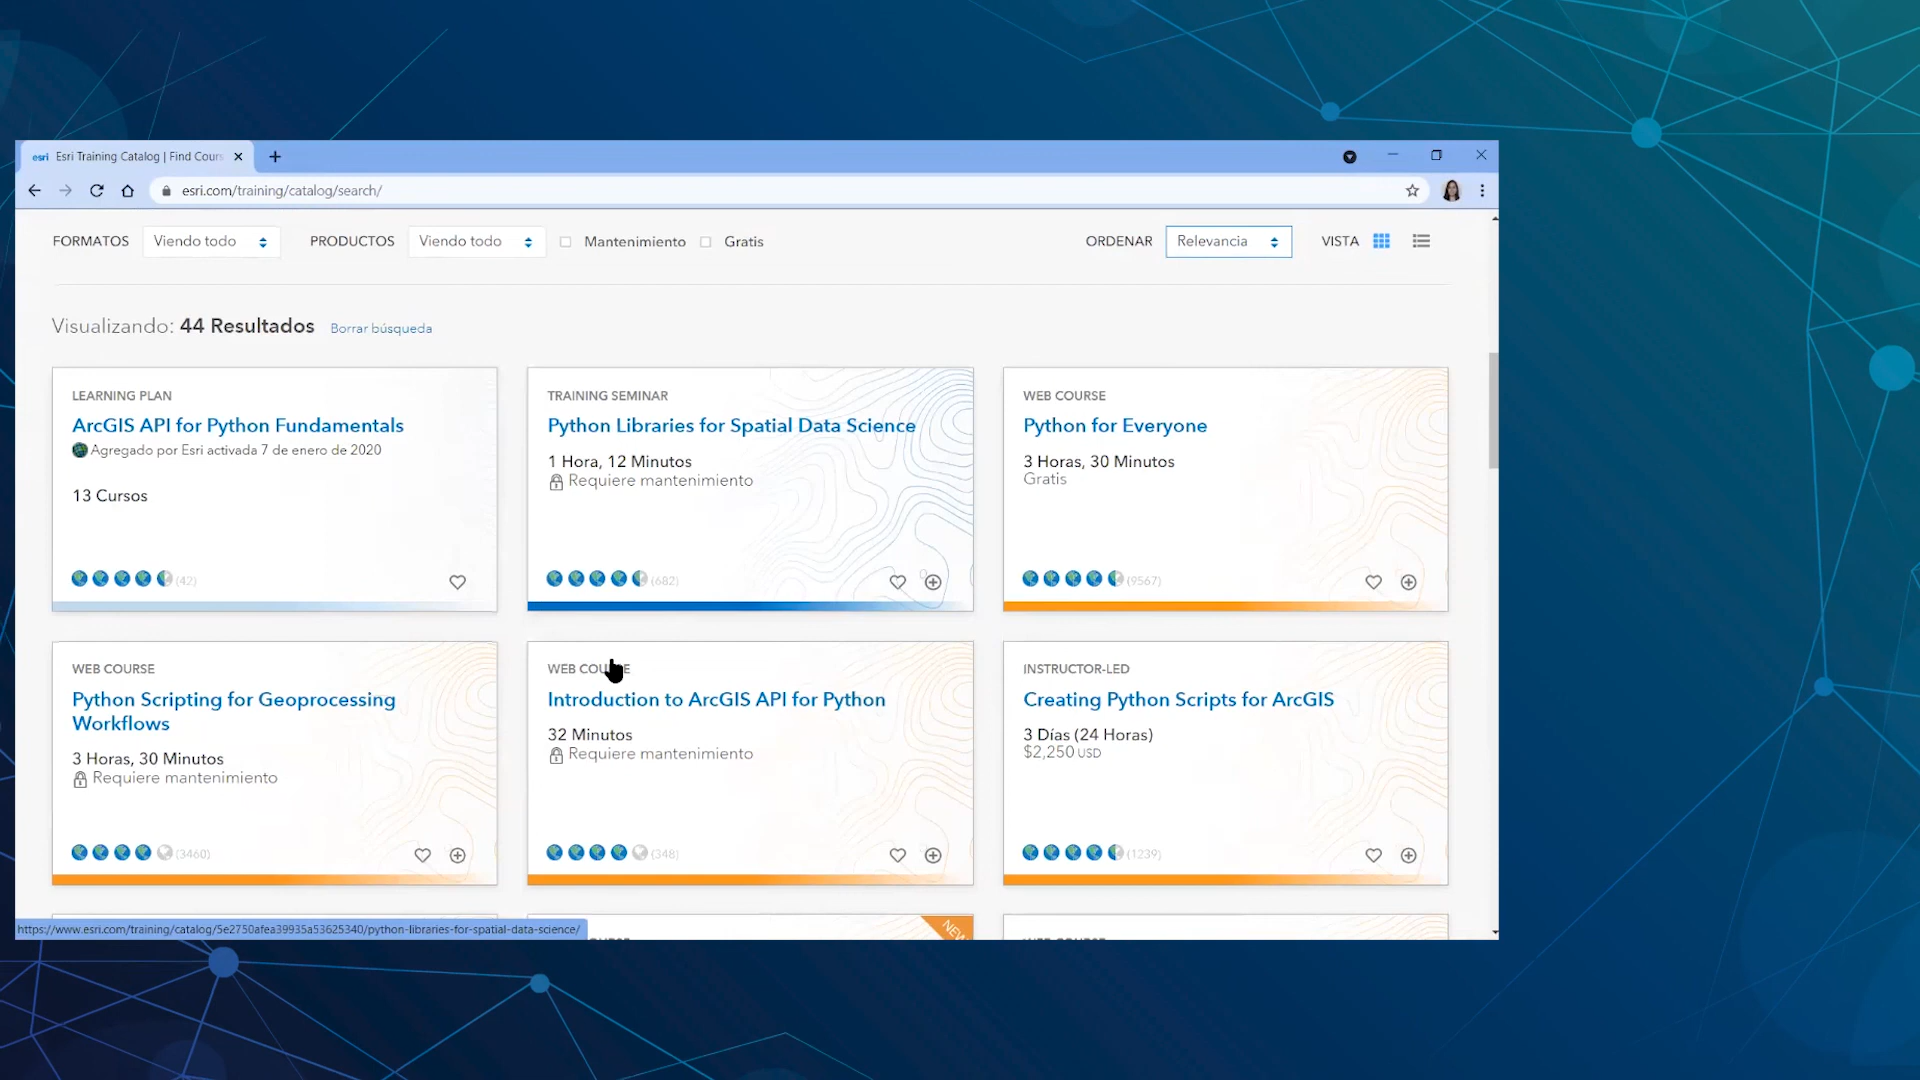 esri Esri Training Catalog | Find Cour
esri.com/training/catalog/search/
FORMATOS Viendo todo PRODUCTOS Viendo todo Mantenimiento Gratis ORDENAR Relevancia VISTA
Visualizando: 44 Resultados Borrar búsqueda
LEARNING PLAN
ArcGIS API for Python Fundamentals
Agregado por Esri activada 7 de enero de 2020
13 Cursos
(42)
TRAINING SEMINAR
Python Libraries for Spatial Data Science
1 Hora, 12 Minutos
Requiere mantenimiento
(682)
WEB COURSE
Python for Everyone
3 Horas, 30 Minutos
Gratis
(9567)
WEB COURSE
Python Scripting for Geoprocessing
Workflows
3 Horas, 30 Minutos
Requiere mantenimiento
(3460)
WEB COURSE
Introduction to ArcGIS API for Python
32 Minutos
Requiere mantenimiento
(348)
INSTRUCTOR-LED
Creating Python Scripts for ArcGIS
3 Días (24 Horas)
$2,250 USD
(1239)
NEW
https://www.esri.com/training/catalog/5e2750afea39935a53625340/python-libraries-for-spatial-data-science/